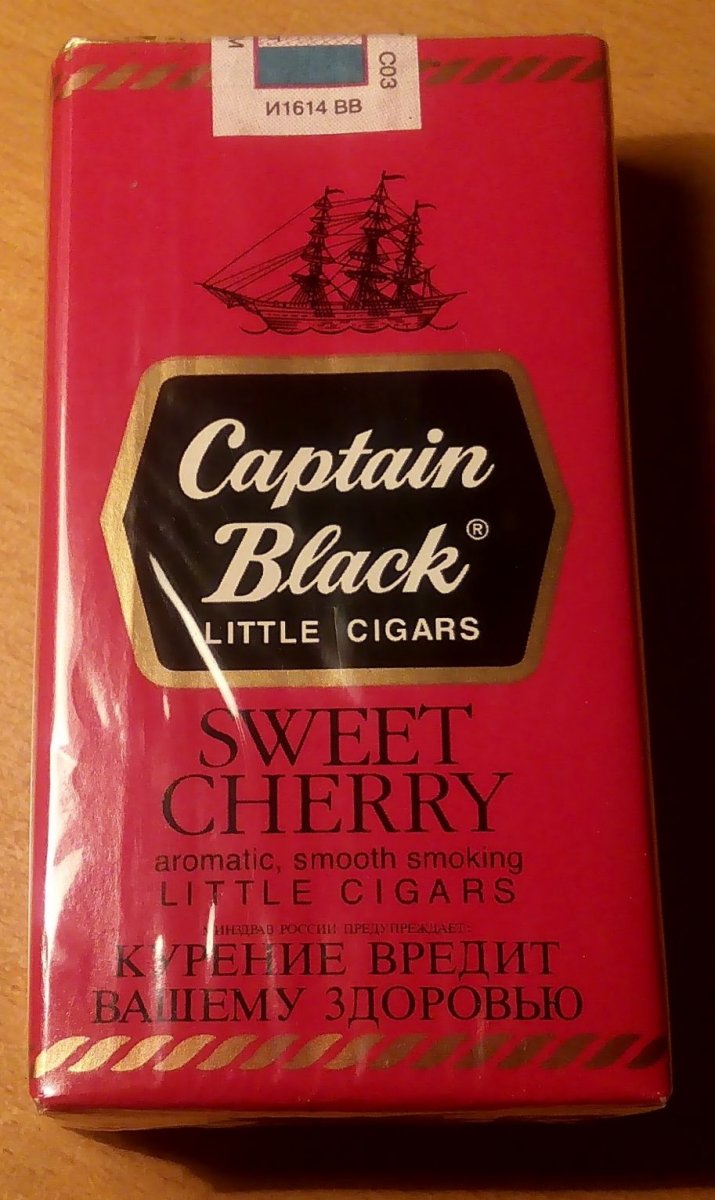 С03
И1614 ВВ
Captain
Black®
LITTLE CIGARS
SWEET
CHERRY
aromatic, smooth smoking
LITTLE CIGARS
МИНЗДРАВ РОССИИ ПРЕДУПРЕЖДАЕТ:
КУРЕНИЕ ВРЕДИТ
ВАШЕМУ ЗДОРОВЬЮ